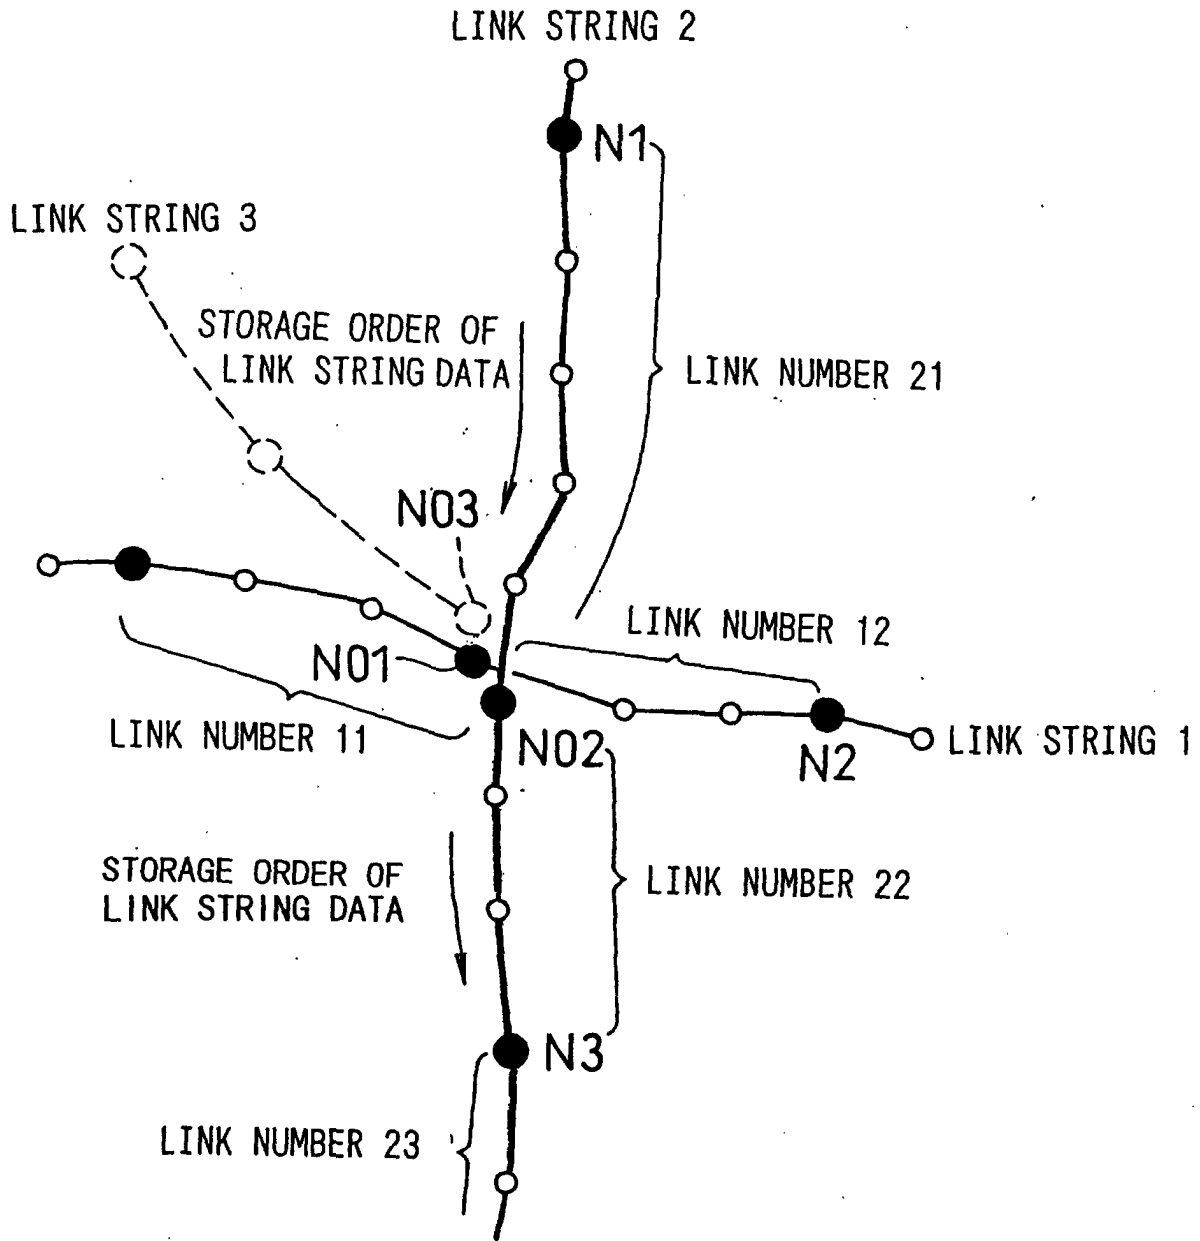 LINK STRING 2
N1
LINK STRING 3
STORAGE ORDER OF
LINK STRING DATA
LINK NUMBER 21
N03
LINK NUMBER 12
N01
LINK NUMBER 11
N02
N2
LINK STRING 1
STORAGE ORDER OF
LINK STRING DATA
LINK NUMBER 22
N3
LINK NUMBER 23